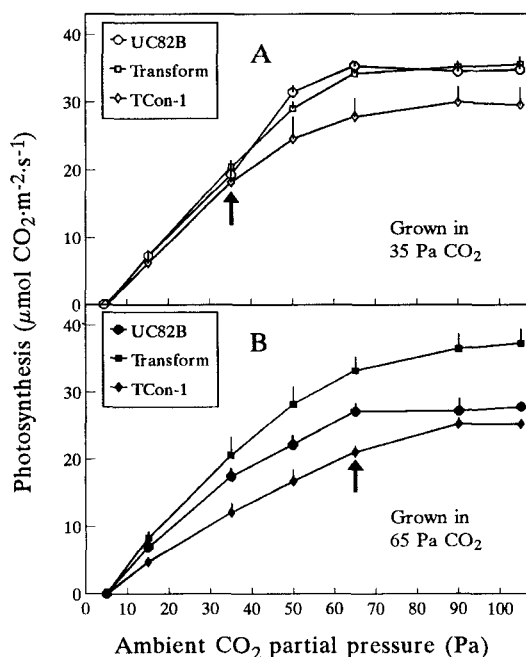 Photosynthesis (μmol CO₂·m⁻²·s⁻¹)
UC82B
Transform
TCon-1
A
40
30
20
10
0
Grown in
35 Pa CO₂
UC82B
Transform
TCon-1
B
40
30
20
10
0
Grown in
65 Pa CO₂
0 10 20 30 40 50 60 70 80 90 100
Ambient CO₂ partial pressure (Pa)